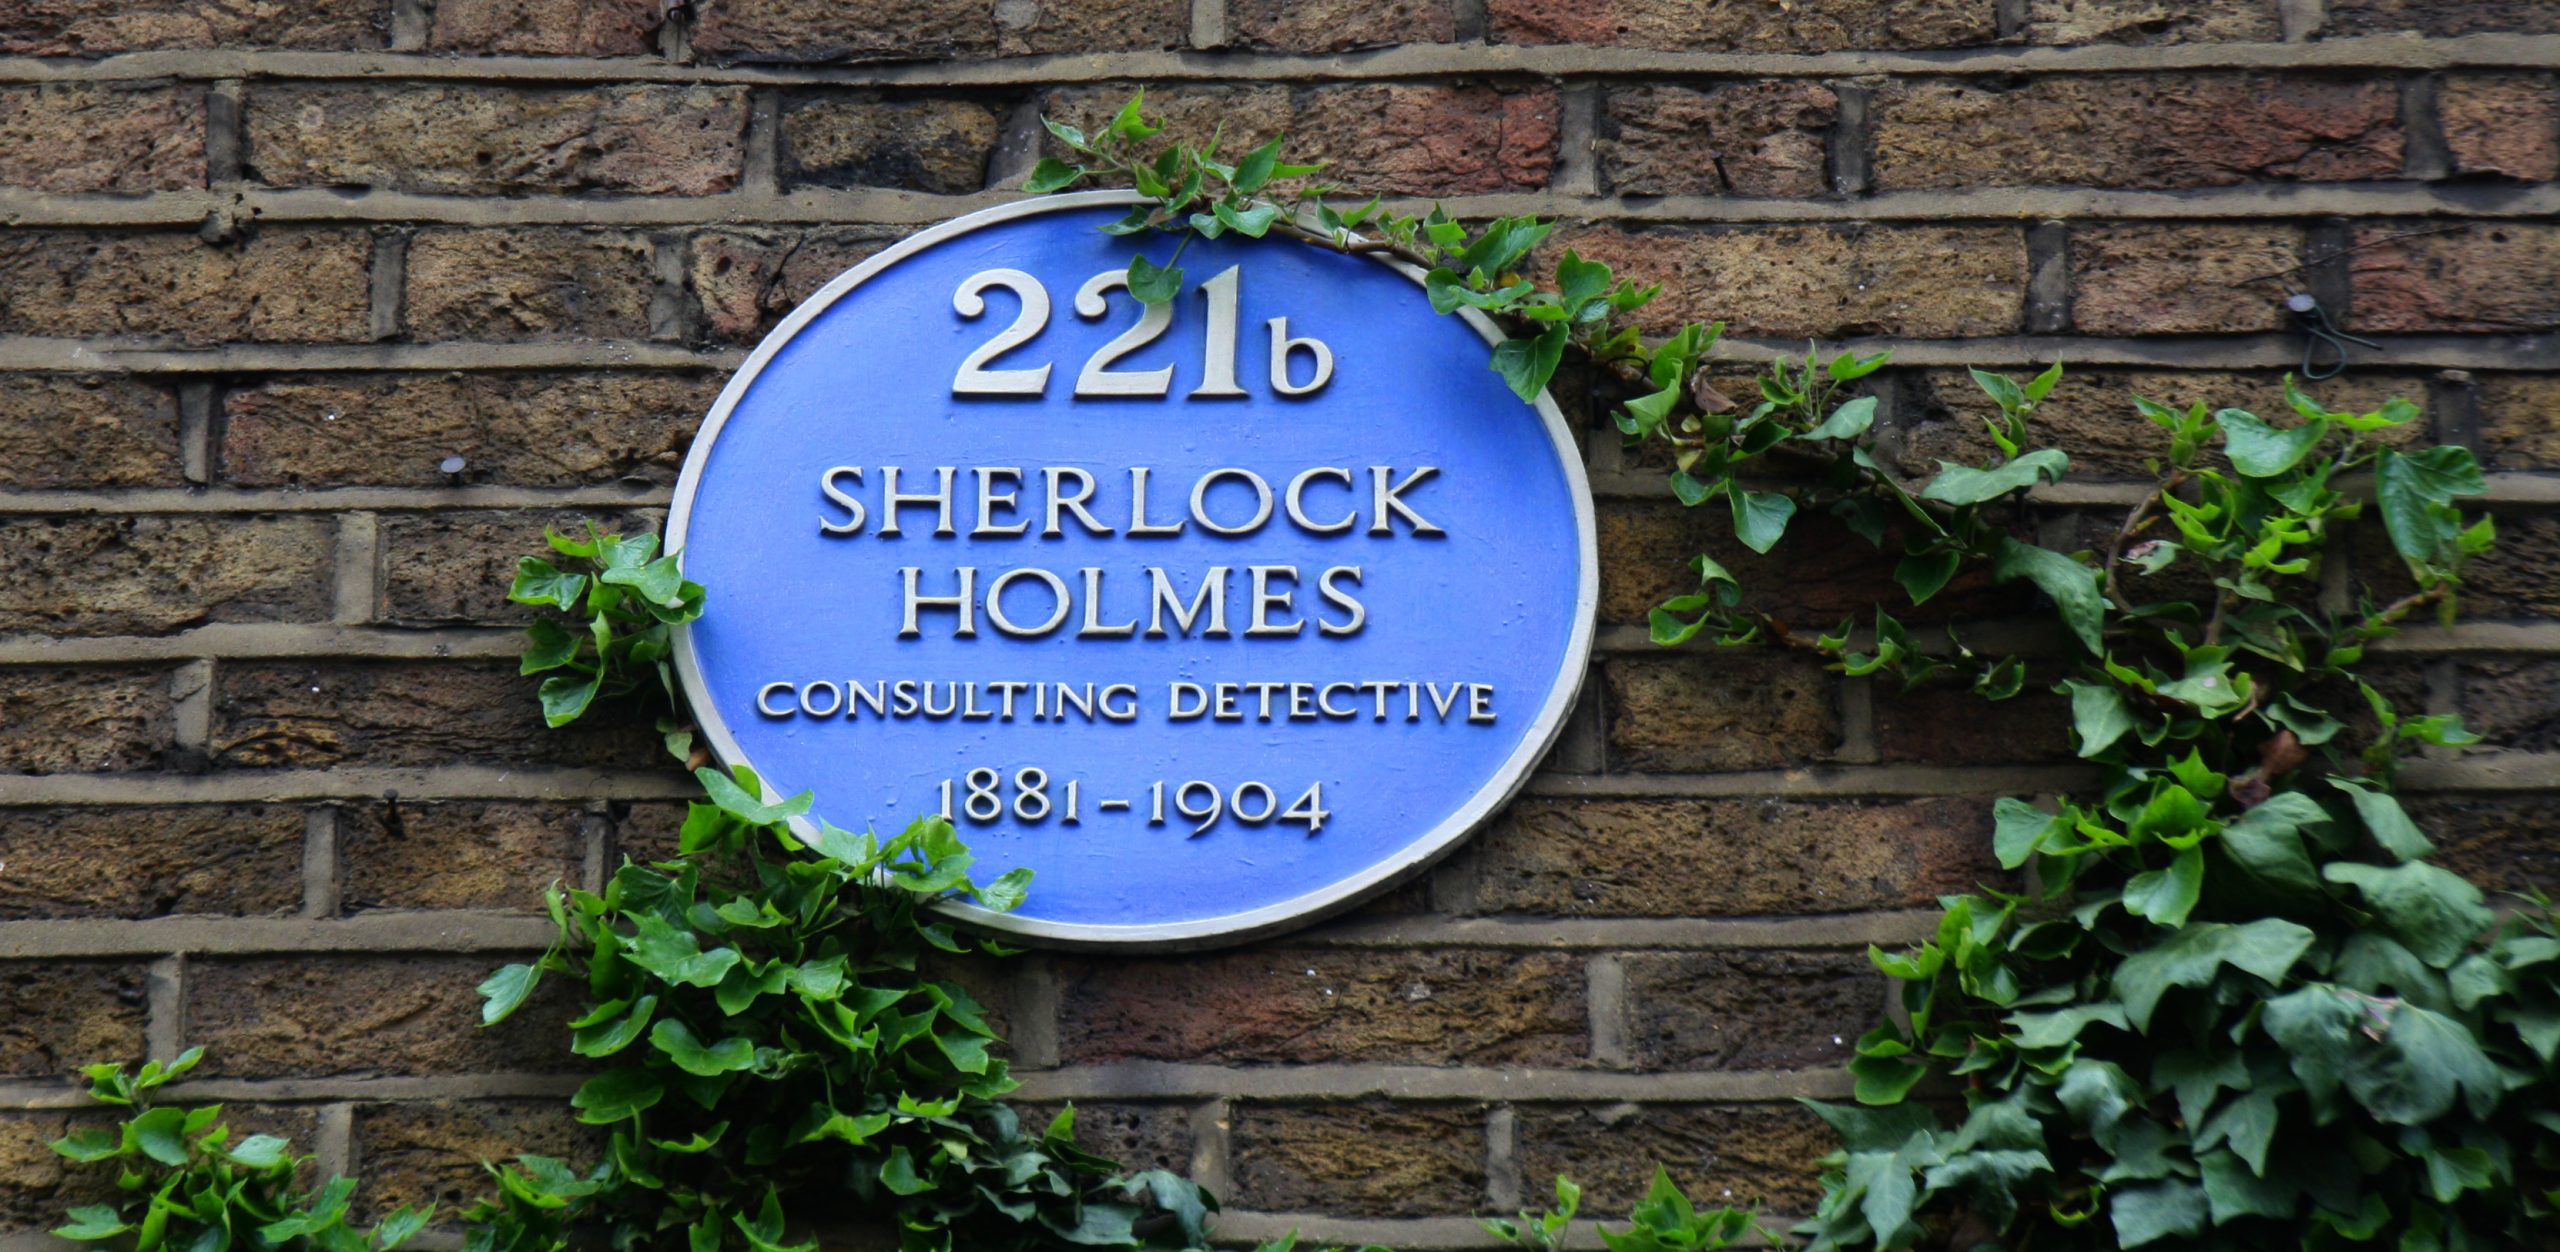 221b
SHERLOCK
HOLMES
CONSULTING DETECTIVE
1881-1904